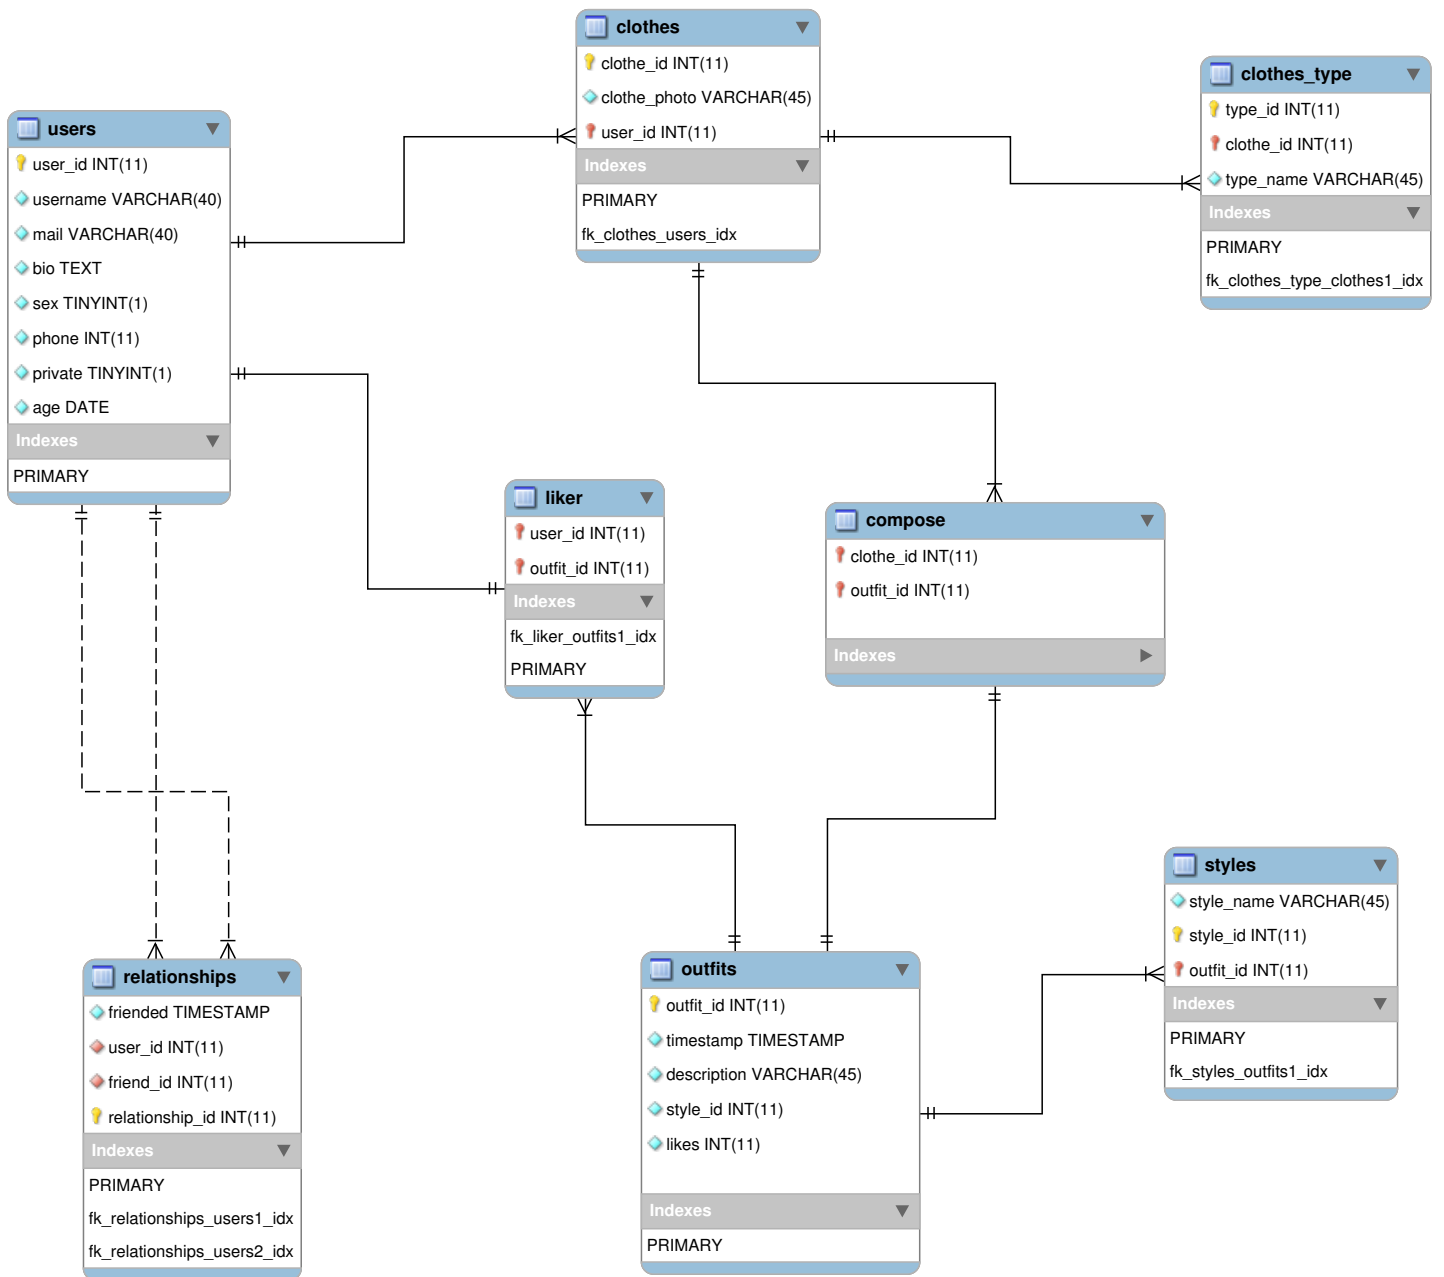 clothes
clothe_id INT(11)
clothe_photo VARCHAR(45)
user_id INT(11)
Indexes
PRIMARY
fk_clothes_users_idx
clothes_type
type_id INT(11)
clothe_id INT(11)
type_name VARCHAR(45)
Indexes
PRIMARY
fk_clothes_type_clothes1_idx
users
user_id INT(11)
username VARCHAR(40)
mail VARCHAR(40)
bio TEXT
sex TINYINT(1)
phone INT(11)
private TINYINT(1)
age DATE
Indexes
PRIMARY
liker
user_id INT(11)
outfit_id INT(11)
Indexes
fk_liker_outfits1_idx
PRIMARY
compose
clothe_id INT(11)
outfit_id INT(11)
Indexes
relationships
friended TIMESTAMP
user_id INT(11)
friend_id INT(11)
relationship_id INT(11)
Indexes
PRIMARY
fk_relationships_users1_idx
fk_relationships_users2_idx
outfits
outfit_id INT(11)
timestamp TIMESTAMP
description VARCHAR(45)
style_id INT(11)
likes INT(11)
Indexes
PRIMARY
styles
style_name VARCHAR(45)
style_id INT(11)
outfit_id INT(11)
Indexes
PRIMARY
fk_styles_outfits1_idx